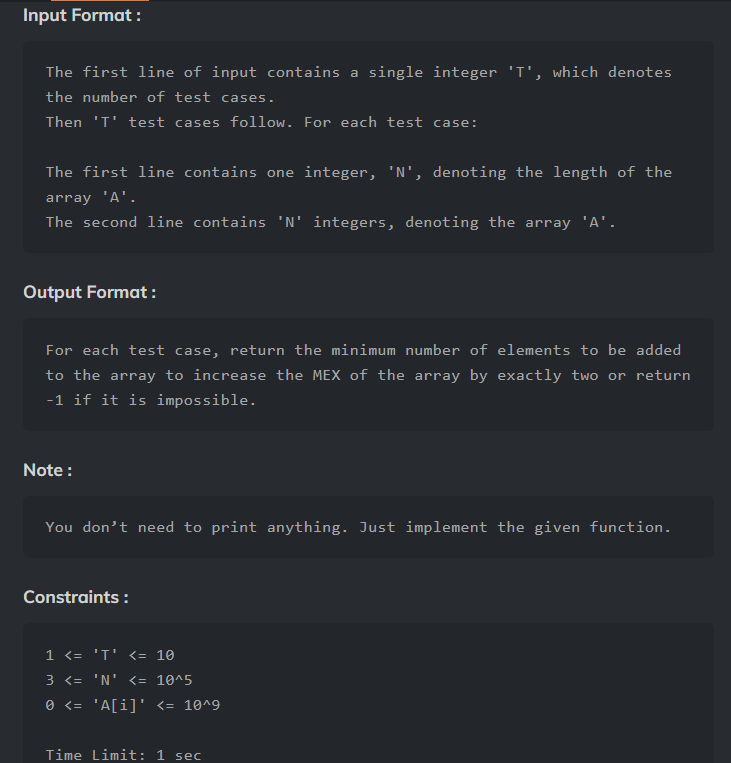 Input Format :
The first line of input contains a single integer 'T', which denotes
the number of test cases.
Then 'T' test cases follow. For each test case:
The first line contains one integer, 'N', denoting the length of the
array 'A'.
The second line contains 'N' integers, denoting the array 'A'.
Output Format :
For each test case, return the minimum number of elements to be added
to the array to increase the MEX of the array by exactly two or return
-1 if it is impossible.
Note :
You don’t need to print anything. Just implement the given function.
Constraints :
1 <= 'T' <= 10
3 <= 'N' <= 10^5
0 <= 'A[i]' <= 10^9
Time Limit: 1 sec